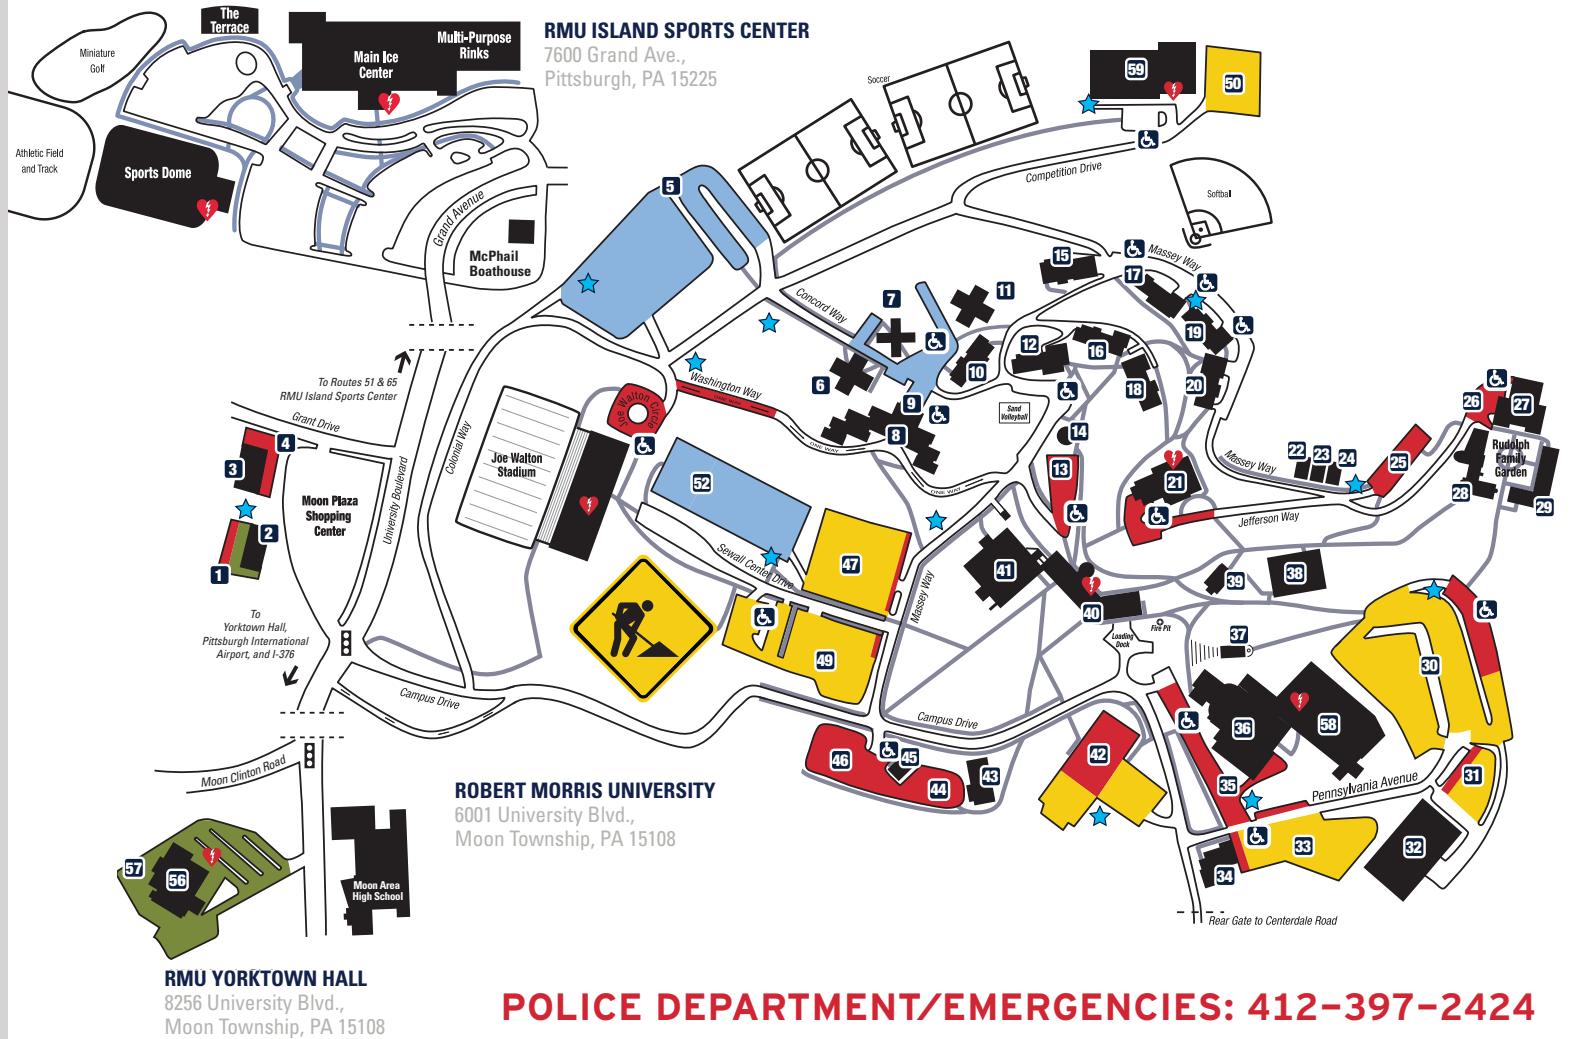 The
Terrace
Miniature
Golf
Main Ice
Center
Multi-Purpose
Rinks
RMU ISLAND SPORTS CENTER
7600 Grand Ave.,
Pittsburgh, PA 15225
Athletic Field
and Track
Sports Dome
Grand Avenue
McPhail
Boathouse
Soccer
59
50
Competition Drive
Softball
5
Massey Way
15
17
11
7
Concord Way
19
12
16
6
10
18
20
To Routes 51 & 65
RMU Island Sports Center
Grant Drive
4
3
Washington Way
ONE WAY
Joe Walton Circle
9
8
ONE WAY
Sand
Volleyball
14
26
27
Rudolph
Family
Garden
Colonial Way
Joe Walton
Stadium
52
ONE WAY
13
21
Massey Way
22
23
24
25
28
29
Moon Plaza
Shopping
Center
University Boulevard
2
1
Jefferson Way
Sewall Center Drive
47
Massey Way
41
40
39
38
To
Yorktown Hall,
Pittsburgh International
Airport, and I-376
Fire Pit
Loading
Dock
37
49
30
Campus Drive
Campus Drive
36
58
46
45
44
43
42
35
Pennsylvania Avenue
31
Moon Clinton Road
ROBERT MORRIS UNIVERSITY
6001 University Blvd.,
Moon Township, PA 15108
33
32
34
57
56
Moon Area
High School
Rear Gate to Centerdale Road
RMU YORKTOWN HALL
8256 University Blvd.,
Moon Township, PA 15108
POLICE DEPARTMENT/EMERGENCIES: 412-397-2424